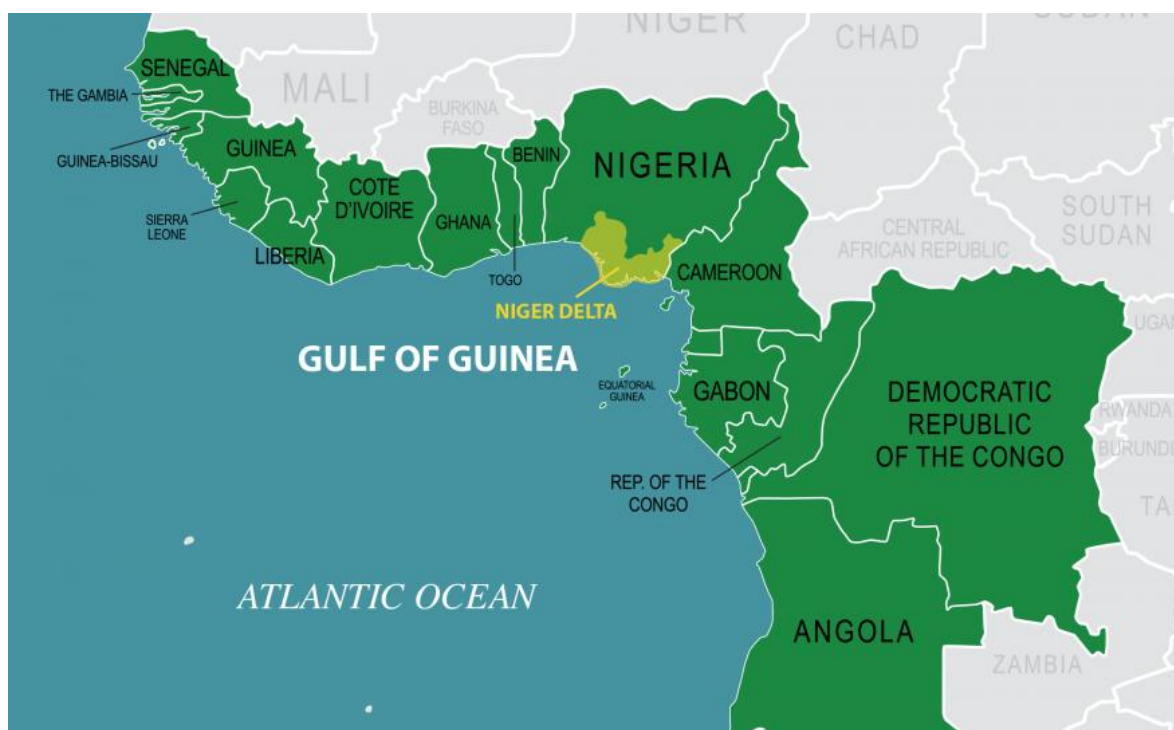 NIGER
CHAD
SUDAN
SENEGAL
MALI
THE GAMBIA
BURKINA
FASO
GUINEA
BENIN
GUINEA-BISSAU
NIGERIA
COTE
D'IVOIRE
SIERRA
LEONE
GHANA
SOUTH
SUDAN
CENTRAL
AFRICAN REPUBLIC
LIBERIA
TOGO
CAMEROON
NIGER DELTA
UGAN
GULF OF GUINEA
EQUATORIAL
GUINEA
GABON
DEMOCRATIC
REPUBLIC
OF THE CONGO
RWANDA
BURUNDI
REP. OF THE
CONGO
TA
ATLANTIC OCEAN
ANGOLA
ZAMBIA